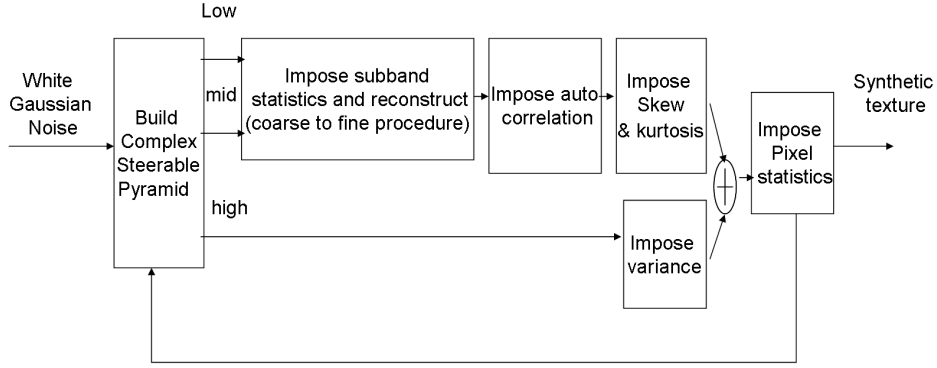 Low
White
Gaussian
Noise
Build
Complex
Steerable
Pyramid
mid
high
Impose subband
statistics and reconstruct
(coarse to fine procedure)
Impose auto
correlation
Impose
Skew
& kurtosis
Impose
variance
Impose
Pixel
statistics
Synthetic
texture